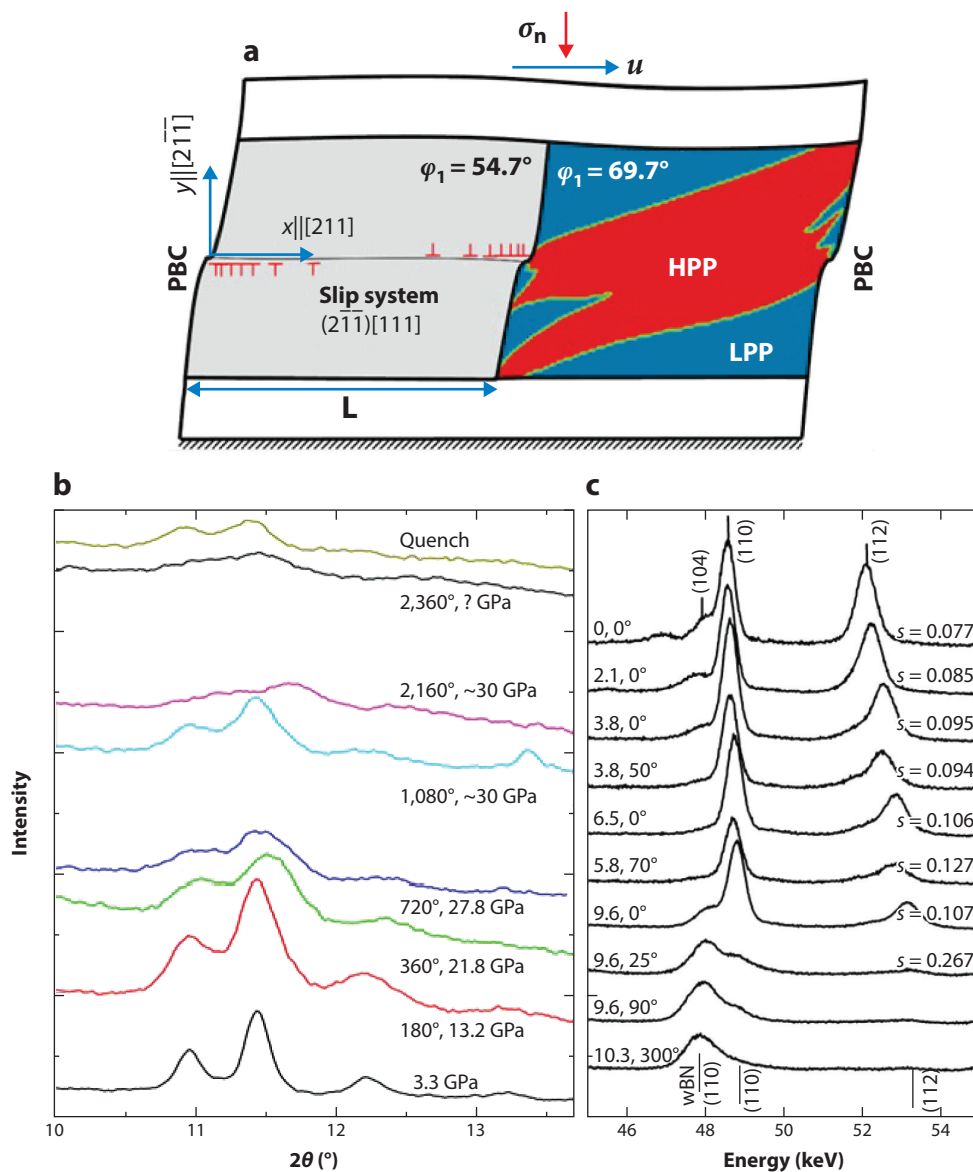 a
σn
u
y||[2̅1̅1]
φ1 = 54.7°
φ1 = 69.7°
x||[211]
PBC
HPP
PBC
Slip system
(2̅1̅1)[111]
LPP
L
b
Quench
2,360°, ? GPa
2,160°, ~30 GPa
1,080°, ~30 GPa
720°, 27.8 GPa
360°, 21.8 GPa
180°, 13.2 GPa
3.3 GPa
Intensity
10
11
12
13
2θ (°)
c
(104)
(110)
(112)
0, 0°
s = 0.077
2.1, 0°
s = 0.085
3.8, 0°
s = 0.095
3.8, 50°
s = 0.094
6.5, 0°
s = 0.106
5.8, 70°
s = 0.127
9.6, 0°
s = 0.107
9.6, 25°
s = 0.267
9.6, 90°
10.3, 300°
wBN
(110)
(110)
(112)
46
48
50
52
54
Energy (keV)